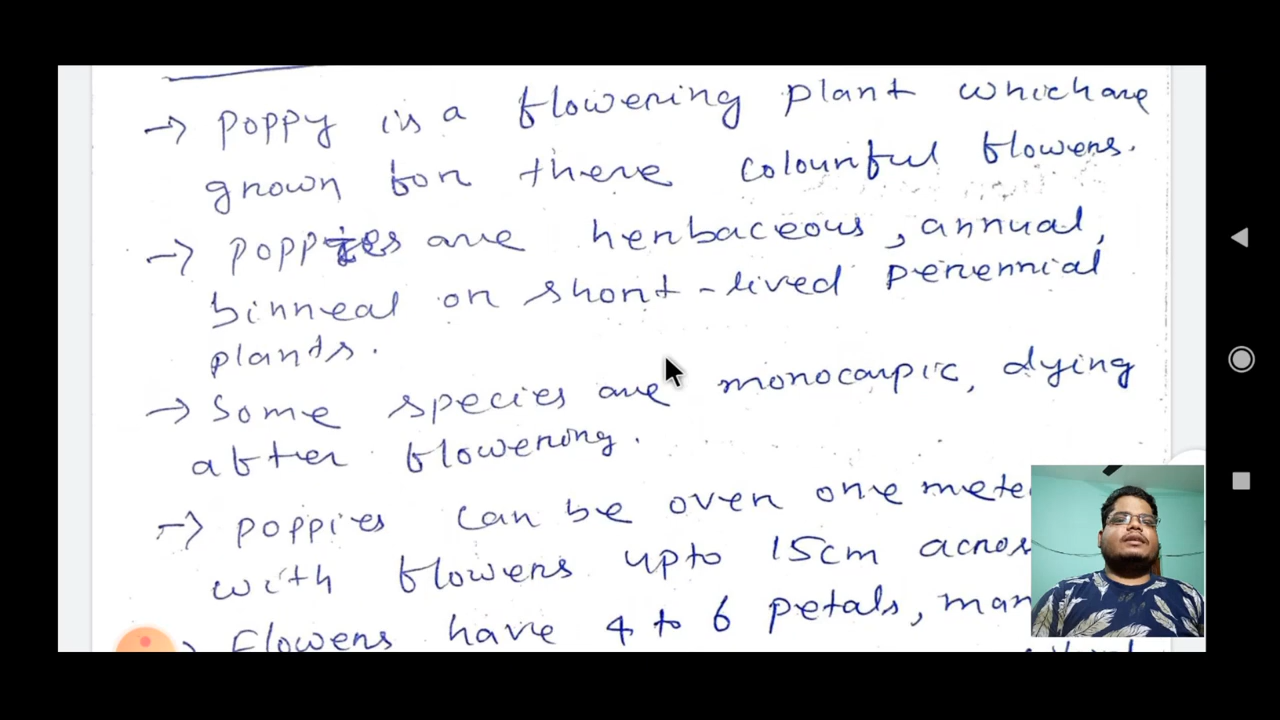 → Poppy is a flowering plant which are
grown for there colourful flowers.
→ Poppies are herbaceous, annual,
binneal or short-lived perennial
plants.
→ Some species are monocarpic, dying
after flowering.
→ Poppies can be over one mete
with flowers upto 15cm acros
Flowers have 4 to 6 petals, man